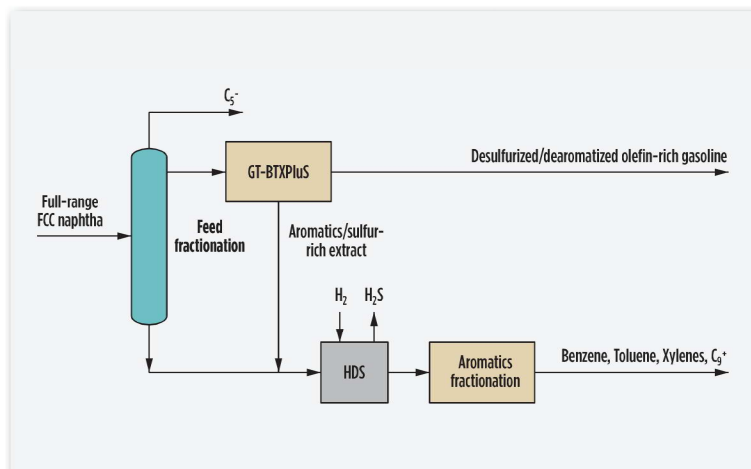 C₅⁻
GT-BTXPluS
Desulfurized/dearomatized olefin-rich gasoline
Full-range
FCC naphtha
Feed
fractionation
Aromatics/sulfur-
rich extract
H₂
H₂S
HDS
Aromatics
fractionation
Benzene, Toluene, Xylenes, C₉⁺